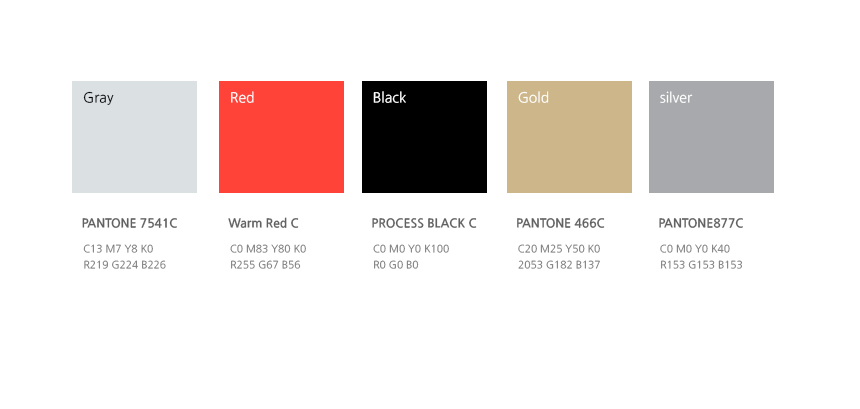 Gray
Red
Black
Gold
silver
PANTONE 7541C
Warm Red C
PROCESS BLACK C
PANTONE 466C
PANTONE877C
C13 M7 Y8 K0
C0 M83 Y80 K0
C0 M0 Y0 K100
C20 M25 Y50 K0
C0 M0 Y0 K40
R219 G224 B226
R255 G67 B56
R0 G0 B0
2053 G182 B137
R153 G153 B153